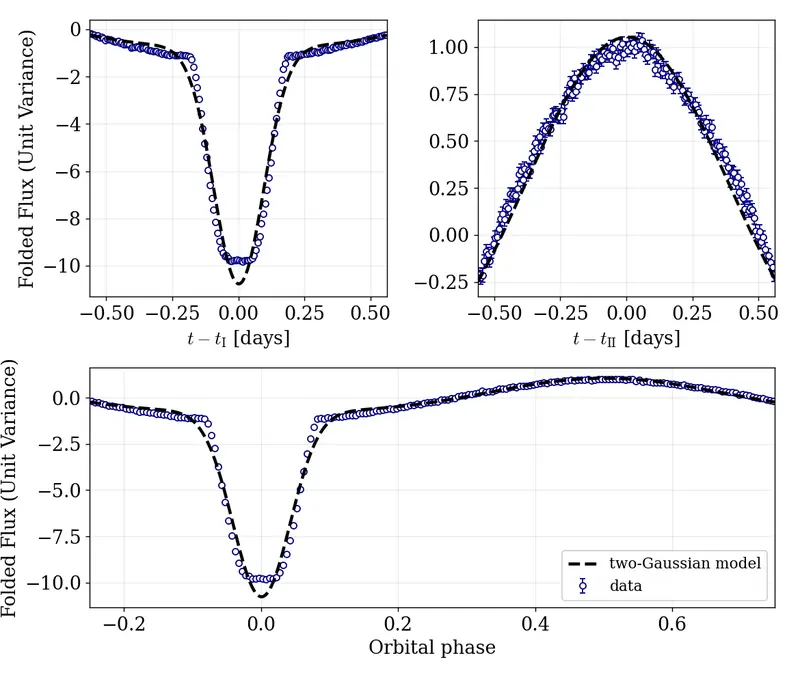 Folded Flux (Unit Variance)
0
−2
−4
−6
−8
−10
−0.50 −0.25 0.00 0.25 0.50
t − tI [days]
1.00
0.75
0.50
0.25
0.00
−0.25
−0.50 −0.25 0.00 0.25 0.50
t − tII [days]
Folded Flux (Unit Variance)
0.0
−2.5
−5.0
−7.5
−10.0
−0.2 0.0 0.2 0.4 0.6
Orbital phase
two-Gaussian model
data